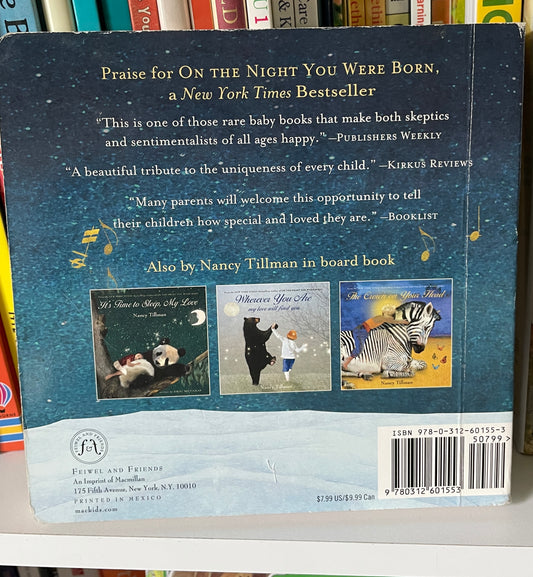 Praise for ON THE NIGHT YOU WERE BORN,
a New York Times Bestseller
“This is one of those rare baby books that make both skeptics
and sentimentalists of all ages happy.” —PUBLISHERS WEEKLY
“A beautiful tribute to the uniqueness of every child.” —KIRKUS REVIEWS
“Many parents will welcome this opportunity to tell
their children how special and loved they are.” —BOOKLIST
Also by Nancy Tillman in board book
It's Time to Sleep, My Love
Nancy Tillman
Wherever You Are
my love will find you
Nancy Tillman
The Crown on Your Head
Nancy Tillman
FEIWEL AND FRIENDS
f&f
FEIWEL AND FRIENDS
An Imprint of Macmillan
175 Fifth Avenue, New York, N.Y. 10010
PRINTED IN MEXICO
mackids.com
$7.99 US/$9.99 Can
ISBN 978-0-312-60155-3
50799>
9 780312 601553